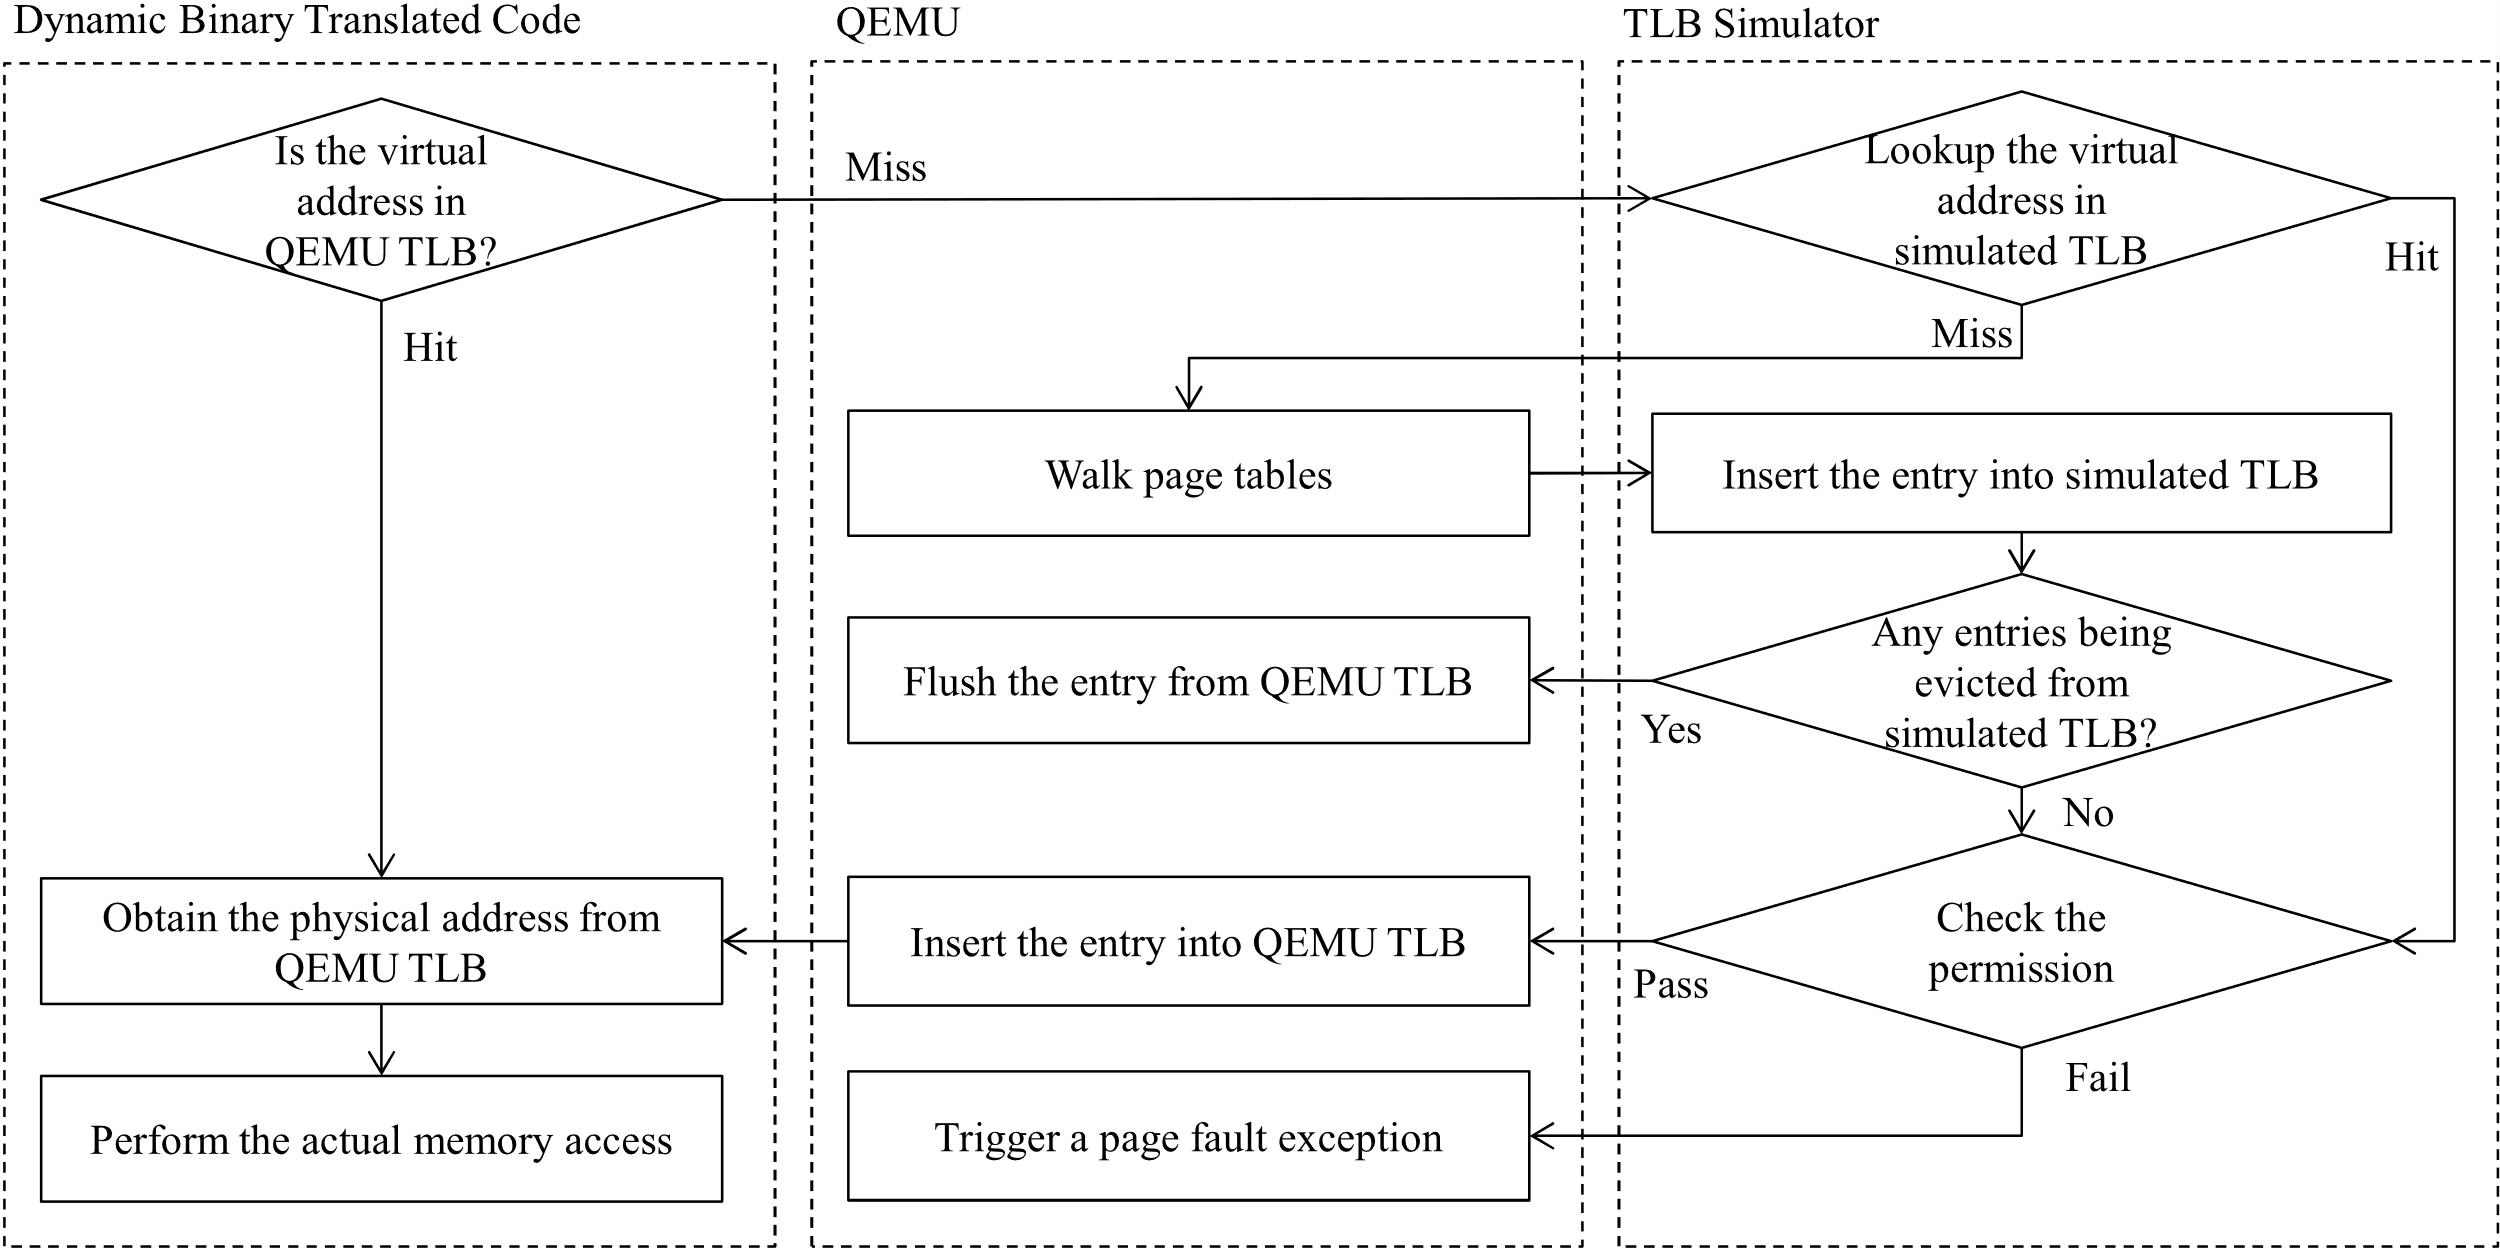 Dynamic Binary Translated Code
QEMU
TLB Simulator
Is the virtual
address in
QEMU TLB?
Miss
Lookup the virtual
address in
simulated TLB
Hit
Hit
Miss
Walk page tables
Insert the entry into simulated TLB
Flush the entry from QEMU TLB
Any entries being
evicted from
simulated TLB?
Yes
No
Obtain the physical address from
QEMU TLB
Insert the entry into QEMU TLB
Check the
permission
Pass
Fail
Perform the actual memory access
Trigger a page fault exception